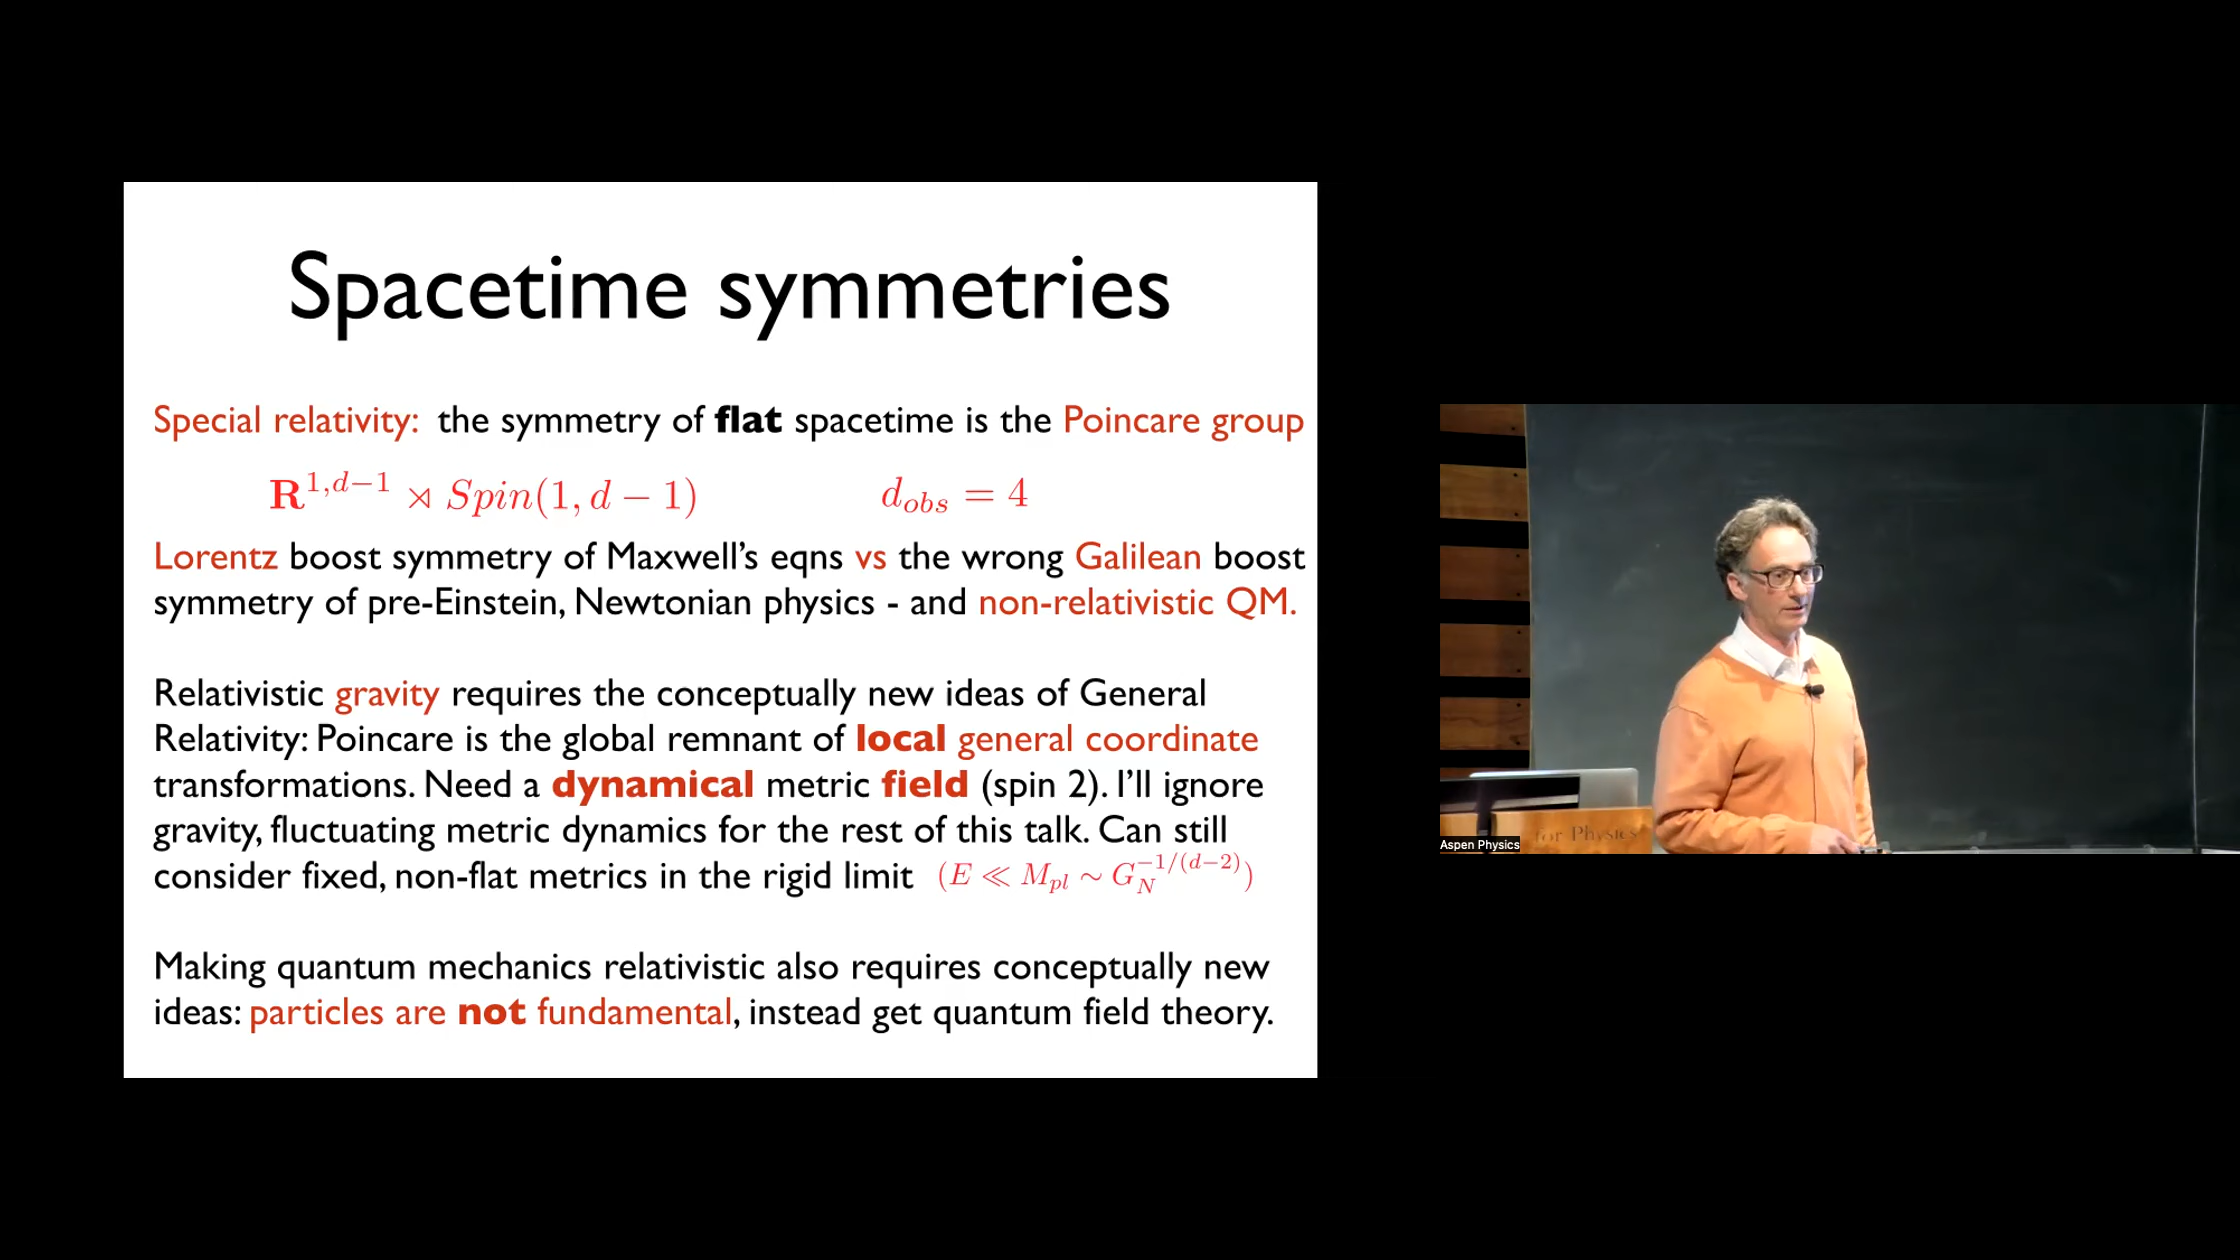 Spacetime symmetries
Special relativity: the symmetry of flat spacetime is the Poincare group
R^{1,d−1} ⋊ Spin(1, d − 1) d_{obs} = 4
Lorentz boost symmetry of Maxwell’s eqns vs the wrong Galilean boost
symmetry of pre-Einstein, Newtonian physics - and non-relativistic QM.
Relativistic gravity requires the conceptually new ideas of General
Relativity: Poincare is the global remnant of local general coordinate
transformations. Need a dynamical metric field (spin 2). I’ll ignore
gravity, fluctuating metric dynamics for the rest of this talk. Can still
consider fixed, non-flat metrics in the rigid limit (E ≪ M_{pl} ∼ G_N^{−1/(d−2)})
Making quantum mechanics relativistic also requires conceptually new
ideas: particles are not fundamental, instead get quantum field theory.
for Physics
Aspen Physics